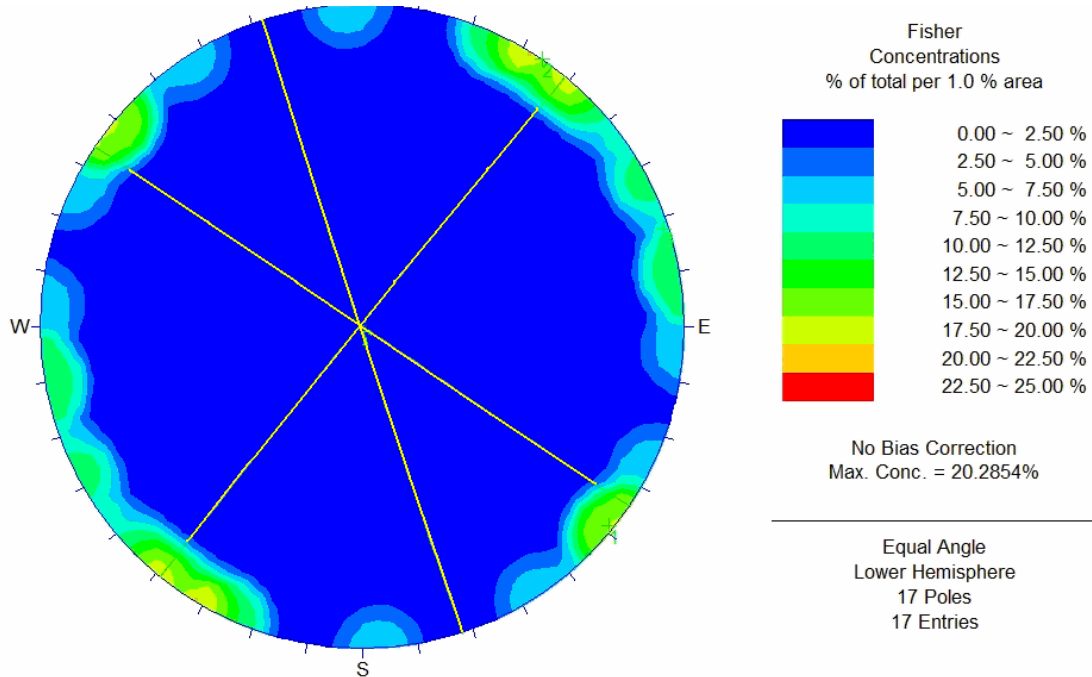 Fisher
Concentrations
% of total per 1.0 % area
0.00 ~ 2.50 %
2.50 ~ 5.00 %
5.00 ~ 7.50 %
7.50 ~ 10.00 %
10.00 ~ 12.50 %
12.50 ~ 15.00 %
15.00 ~ 17.50 %
17.50 ~ 20.00 %
20.00 ~ 22.50 %
22.50 ~ 25.00 %
No Bias Correction
Max. Conc. = 20.2854%
Equal Angle
Lower Hemisphere
17 Poles
17 Entries
2
W
E
1
S